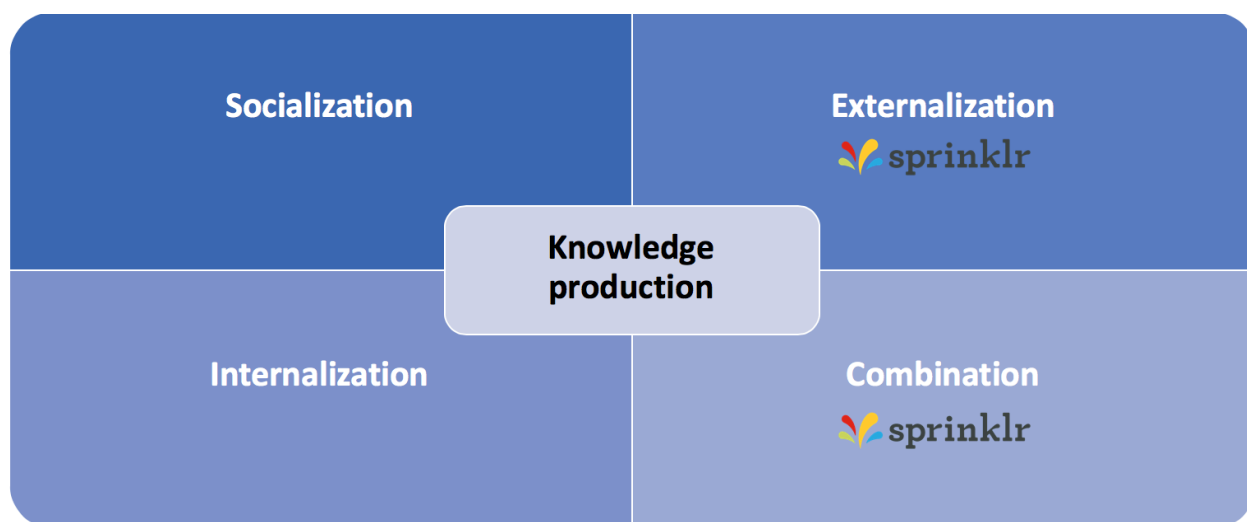 Socialization
Externalization
sprinklr
Knowledge
production
Internalization
Combination
sprinklr